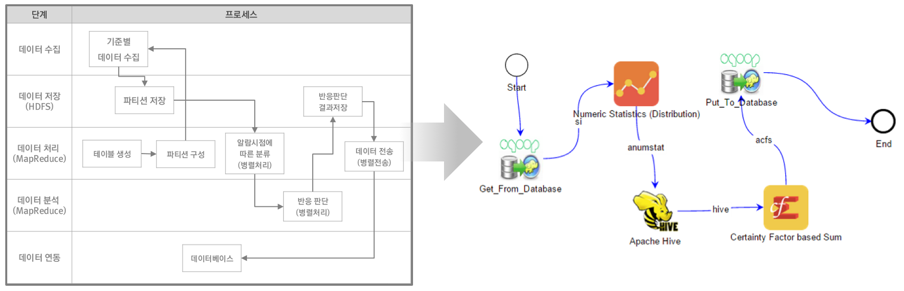 단계
프로세스
데이터 수집
기준별
데이터 수집
데이터 저장
(HDFS)
파티션 저장
반응판단
결과저장
데이터 처리
(MapReduce)
테이블 생성
파티션 구성
알람시점에
따른 분류
(병렬처리)
데이터 전송
(병렬전송)
데이터 분석
(MapReduce)
반응 판단
(병렬처리)
데이터 연동
데이터베이스
Start
sqoop
Get_From_Database
si
Numeric Statistics (Distribution)
anumstat
HIVE
Apache Hive
hive
cf
Certainty Factor based Sum
acfs
sqoop
Put_To_Database
End